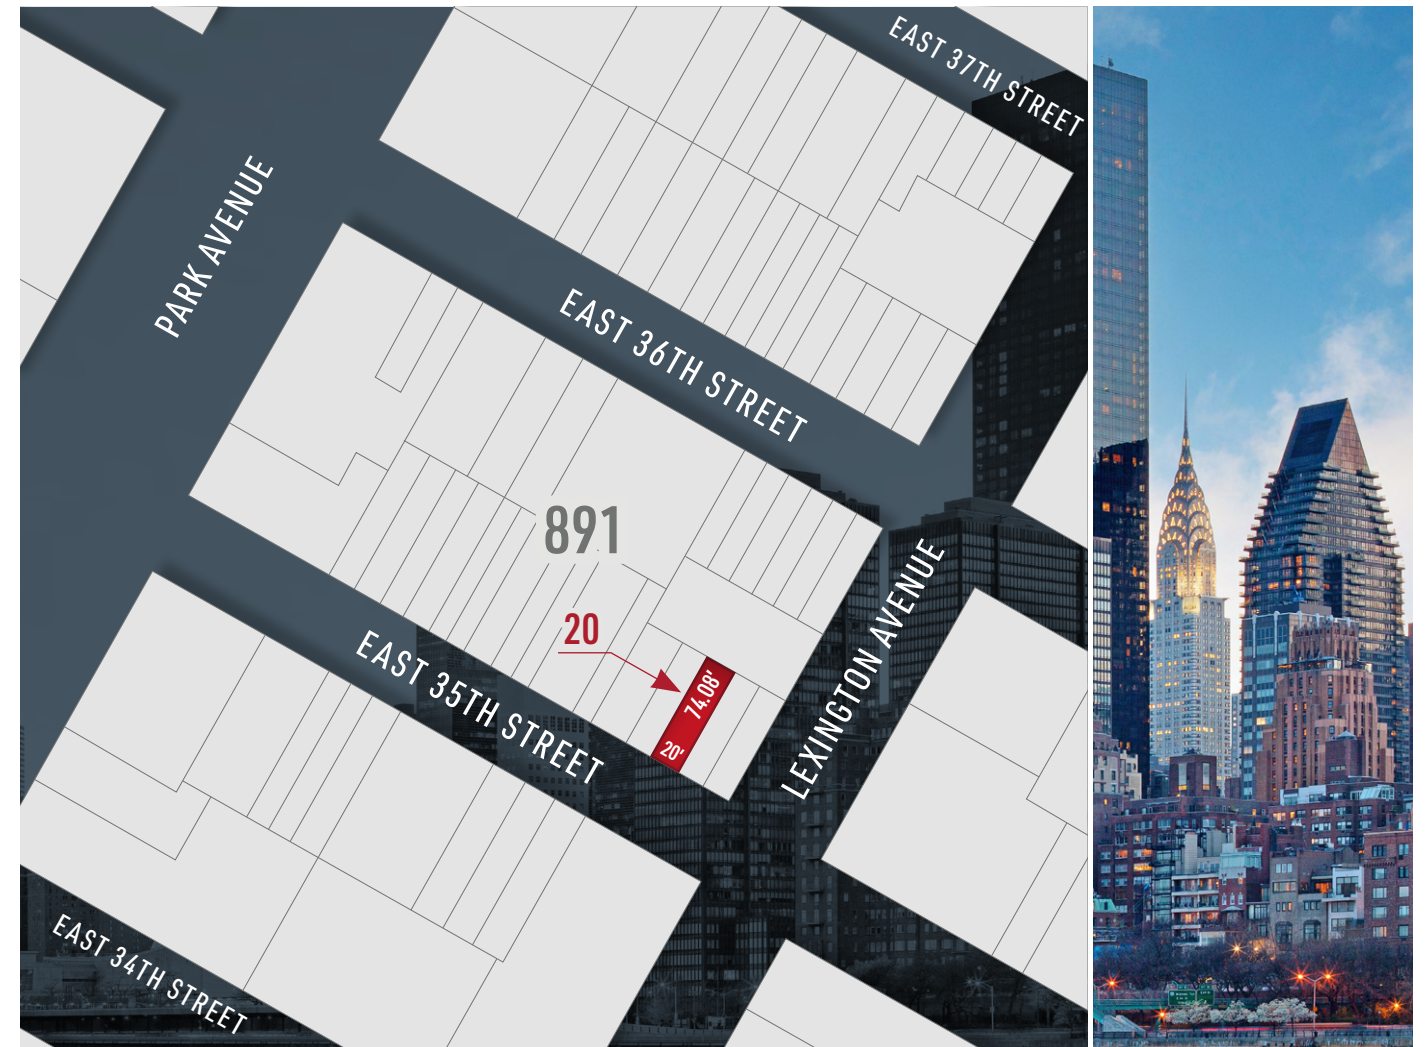 EAST 37TH STREET
PARK AVENUE
EAST 36TH STREET
891
20
74.08'
20'
EAST 35TH STREET
LEXINGTON AVENUE
EAST 34TH STREET